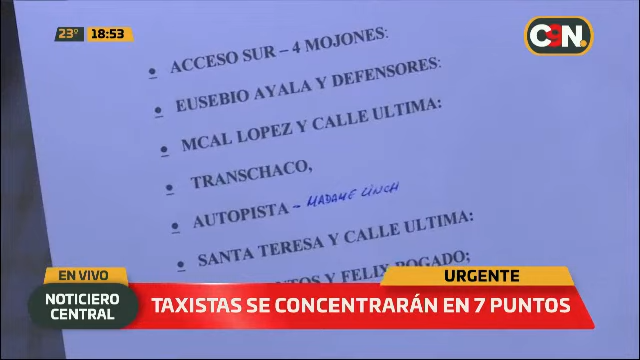 23°
18:53
C9N
ACCESO SUR – 4 MOJONES:
EUSEBIO AYALA Y DEFENSORES:
MCAL LOPEZ Y CALLE ULTIMA:
TRANSCHACO,
AUTOPISTA – MADAME LINCH
SANTA TERESA Y CALLE ULTIMA:
Y FELIX BOGADO;
EN VIVO
URGENTE
NOTICIERO
CENTRAL
TAXISTAS SE CONCENTRARÁN EN 7 PUNTOS